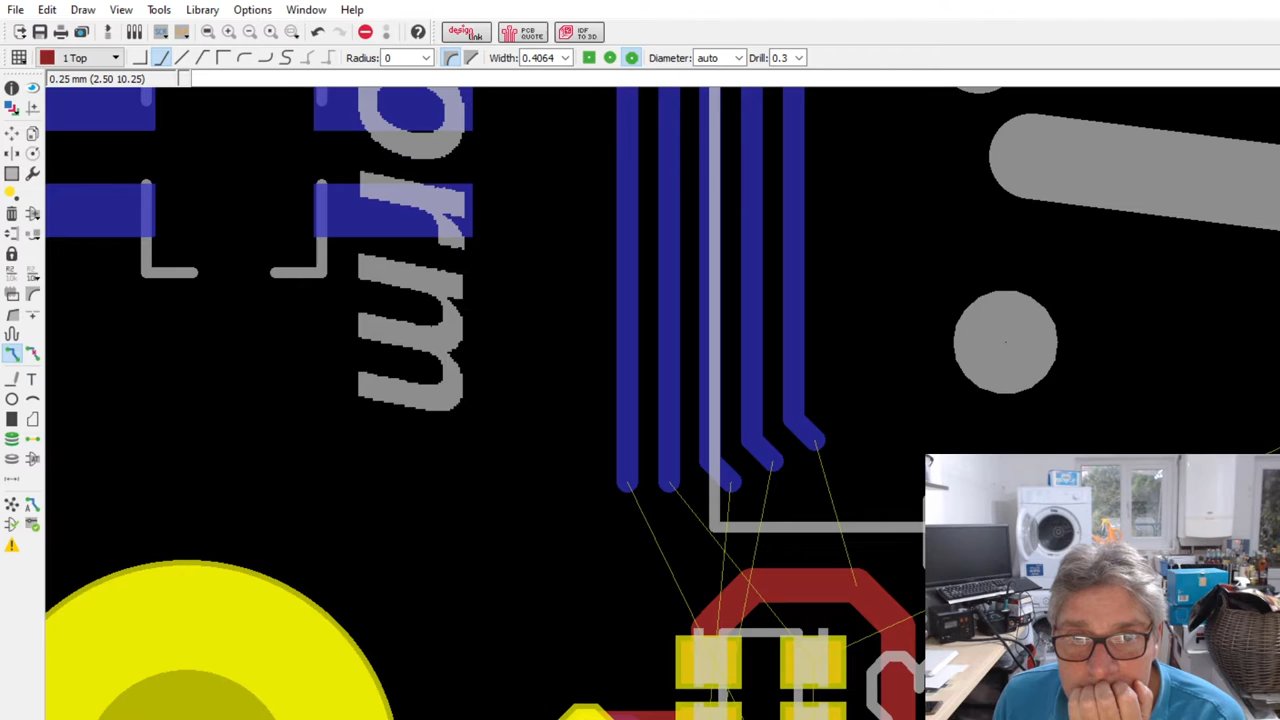 File Edit Draw View Tools Library Options Window Help
design link PCB QUOTE IDF TO 3D
1 Top Radius: 0 Width: 0.4064 Diameter: auto Drill: 0.3
0.25 mm (2.50 10.25)
orm